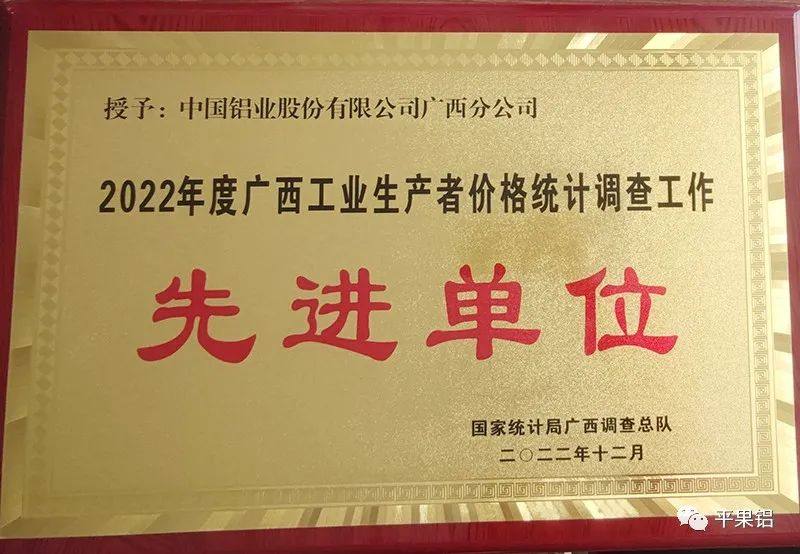 授予：中国铝业股份有限公司广西分公司
2022年度广西工业生产者价格统计调查工作
先进单位
国家统计局广西调查总队
二〇二二年十二月
平果铝